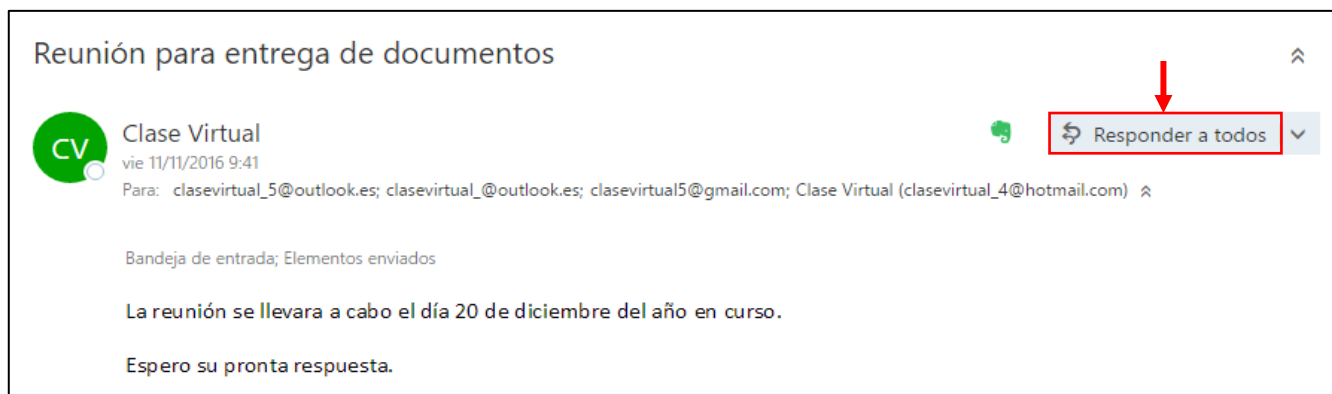 Reunión para entrega de documentos
CV
Clase Virtual
vie 11/11/2016 9:41
Responder a todos
Para: clasevirtual_5@outlook.es; clasevirtual_@outlook.es; clasevirtual5@gmail.com; Clase Virtual (clasevirtual_4@hotmail.com)
Bandeja de entrada; Elementos enviados
La reunión se llevara a cabo el día 20 de diciembre del año en curso.
Espero su pronta respuesta.